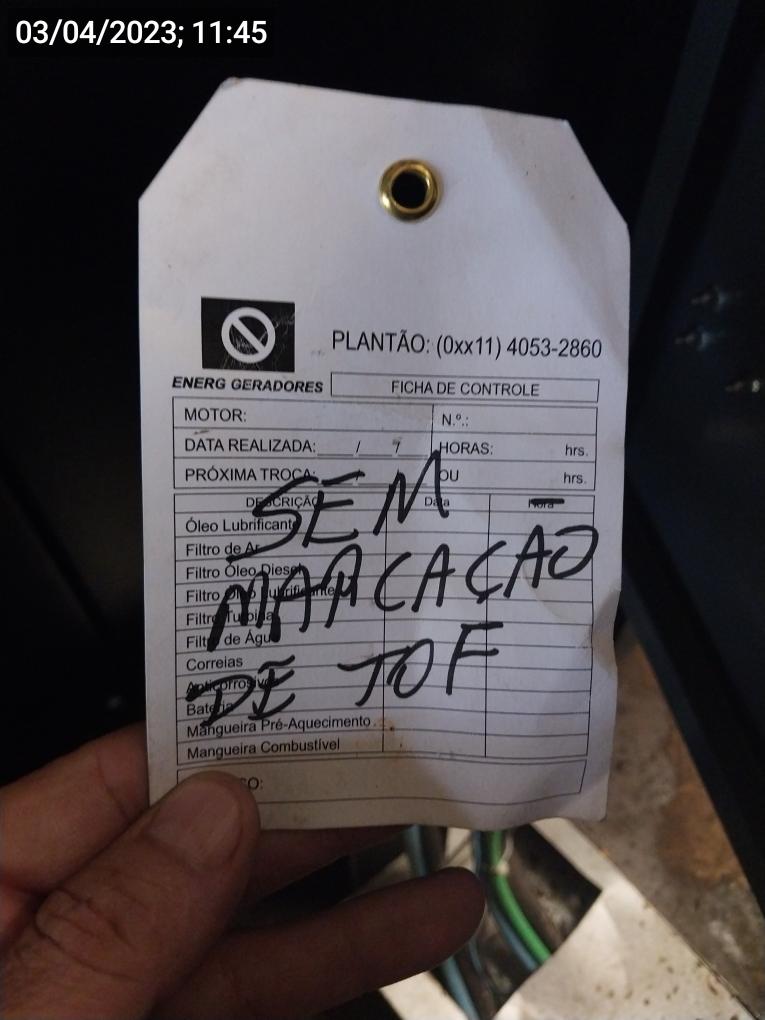 03/04/2023; 11:45
PLANTÃO: (0xx11) 4053-2860
ENERG GERADORES
FICHA DE CONTROLE
MOTOR:
N.º.:
DATA REALIZADA: / /
HORAS: hrs.
PRÓXIMA TROCA:
OU hrs.
DESCRIÇÃO Data Hora
Óleo Lubrificante
Filtro de Ar
Filtro Óleo Diesel
Filtro Óleo Lubrificante
Filtro Turbina
Filtro de Água
Correias
Anticorrosivo
Bateria
Mangueira Pré-Aquecimento
Mangueira Combustível
SEM
MARCAÇAO
DE TOF